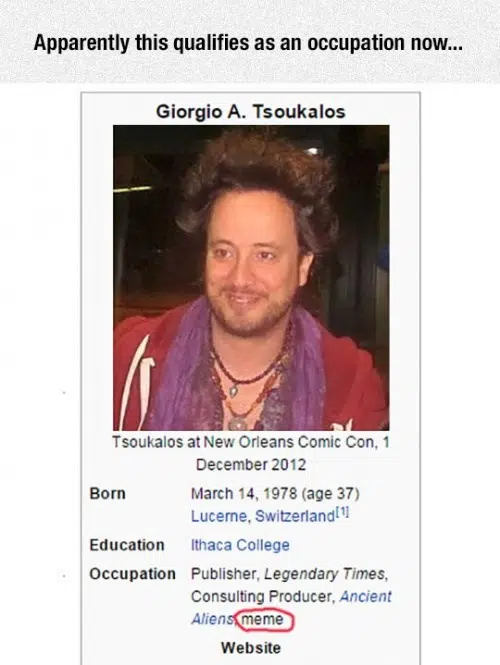 Apparently this qualifies as an occupation now...
Giorgio A. Tsoukalos
Tsoukalos at New Orleans Comic Con, 1
December 2012
Born March 14, 1978 (age 37)
Lucerne, Switzerland[1]
Education Ithaca College
Occupation Publisher, Legendary Times,
Consulting Producer, Ancient
Aliens, meme
Website